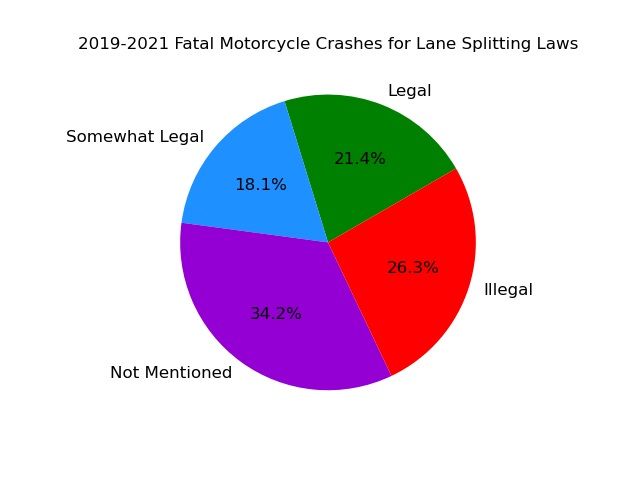 2019-2021 Fatal Motorcycle Crashes for Lane Splitting Laws
Legal
21.4%
Somewhat Legal
18.1%
Not Mentioned
34.2%
Illegal
26.3%